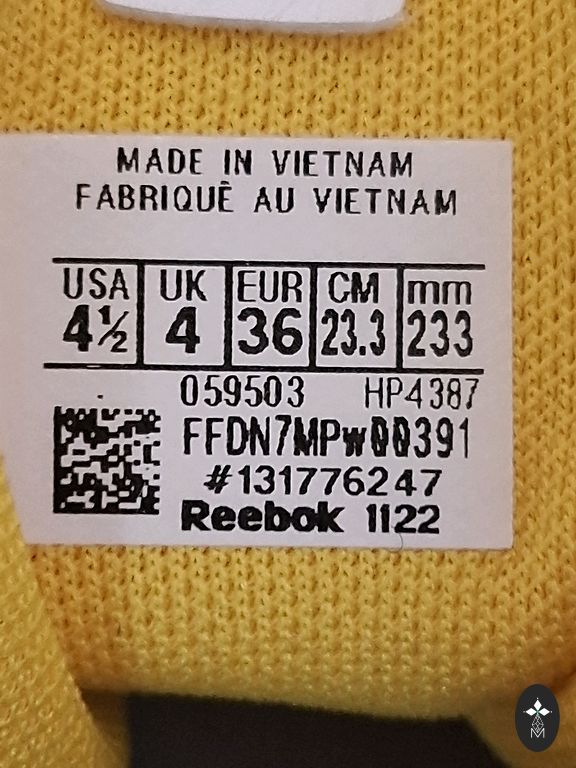 MADE IN VIETNAM
FABRIQUÊ AU VIETNAM
USA UK EUR CM mm
4½ 4 36 23.3 233
059503 HP4387
FFDN7MPw00391
#131776247
Reebok 1122
M